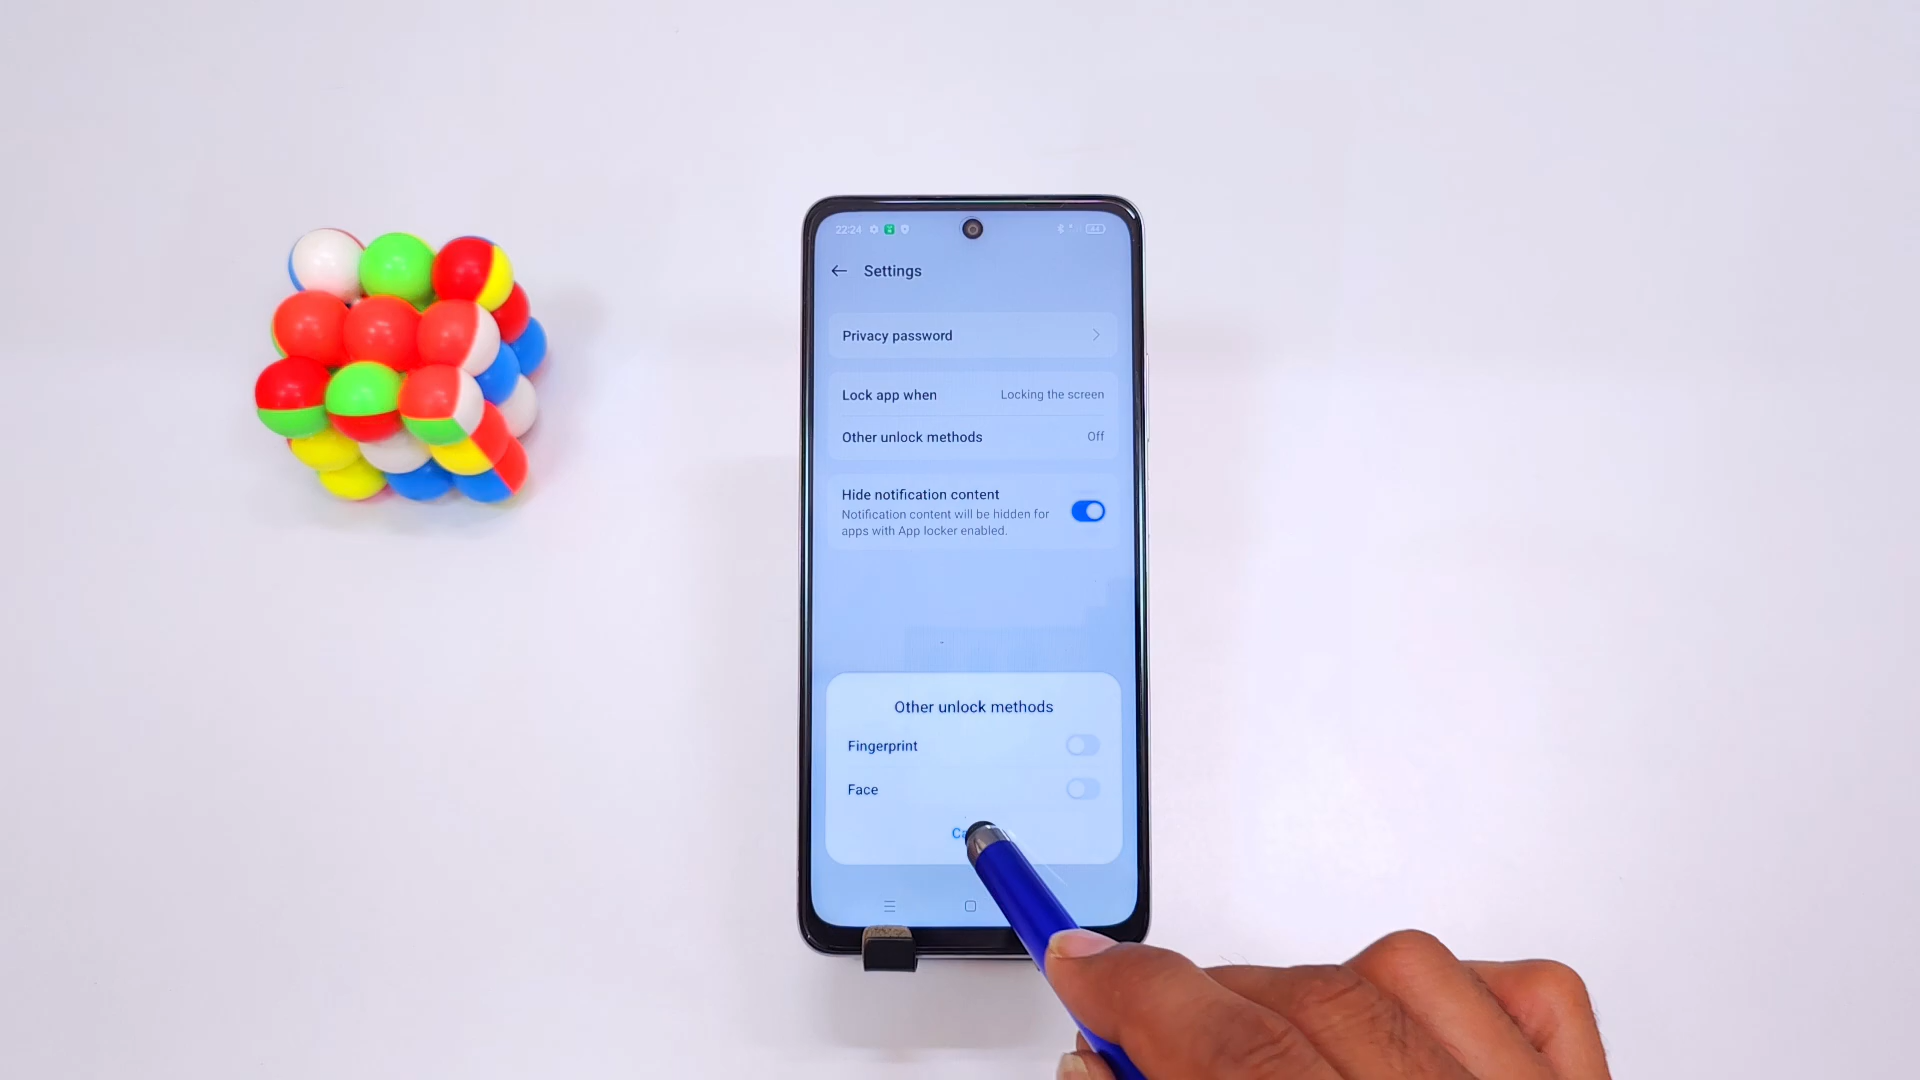 22:24
Settings
Privacy password
Lock app when Locking the screen
Other unlock methods Off
Hide notification content
Notification content will be hidden for
apps with App locker enabled.
Other unlock methods
Fingerprint
Face